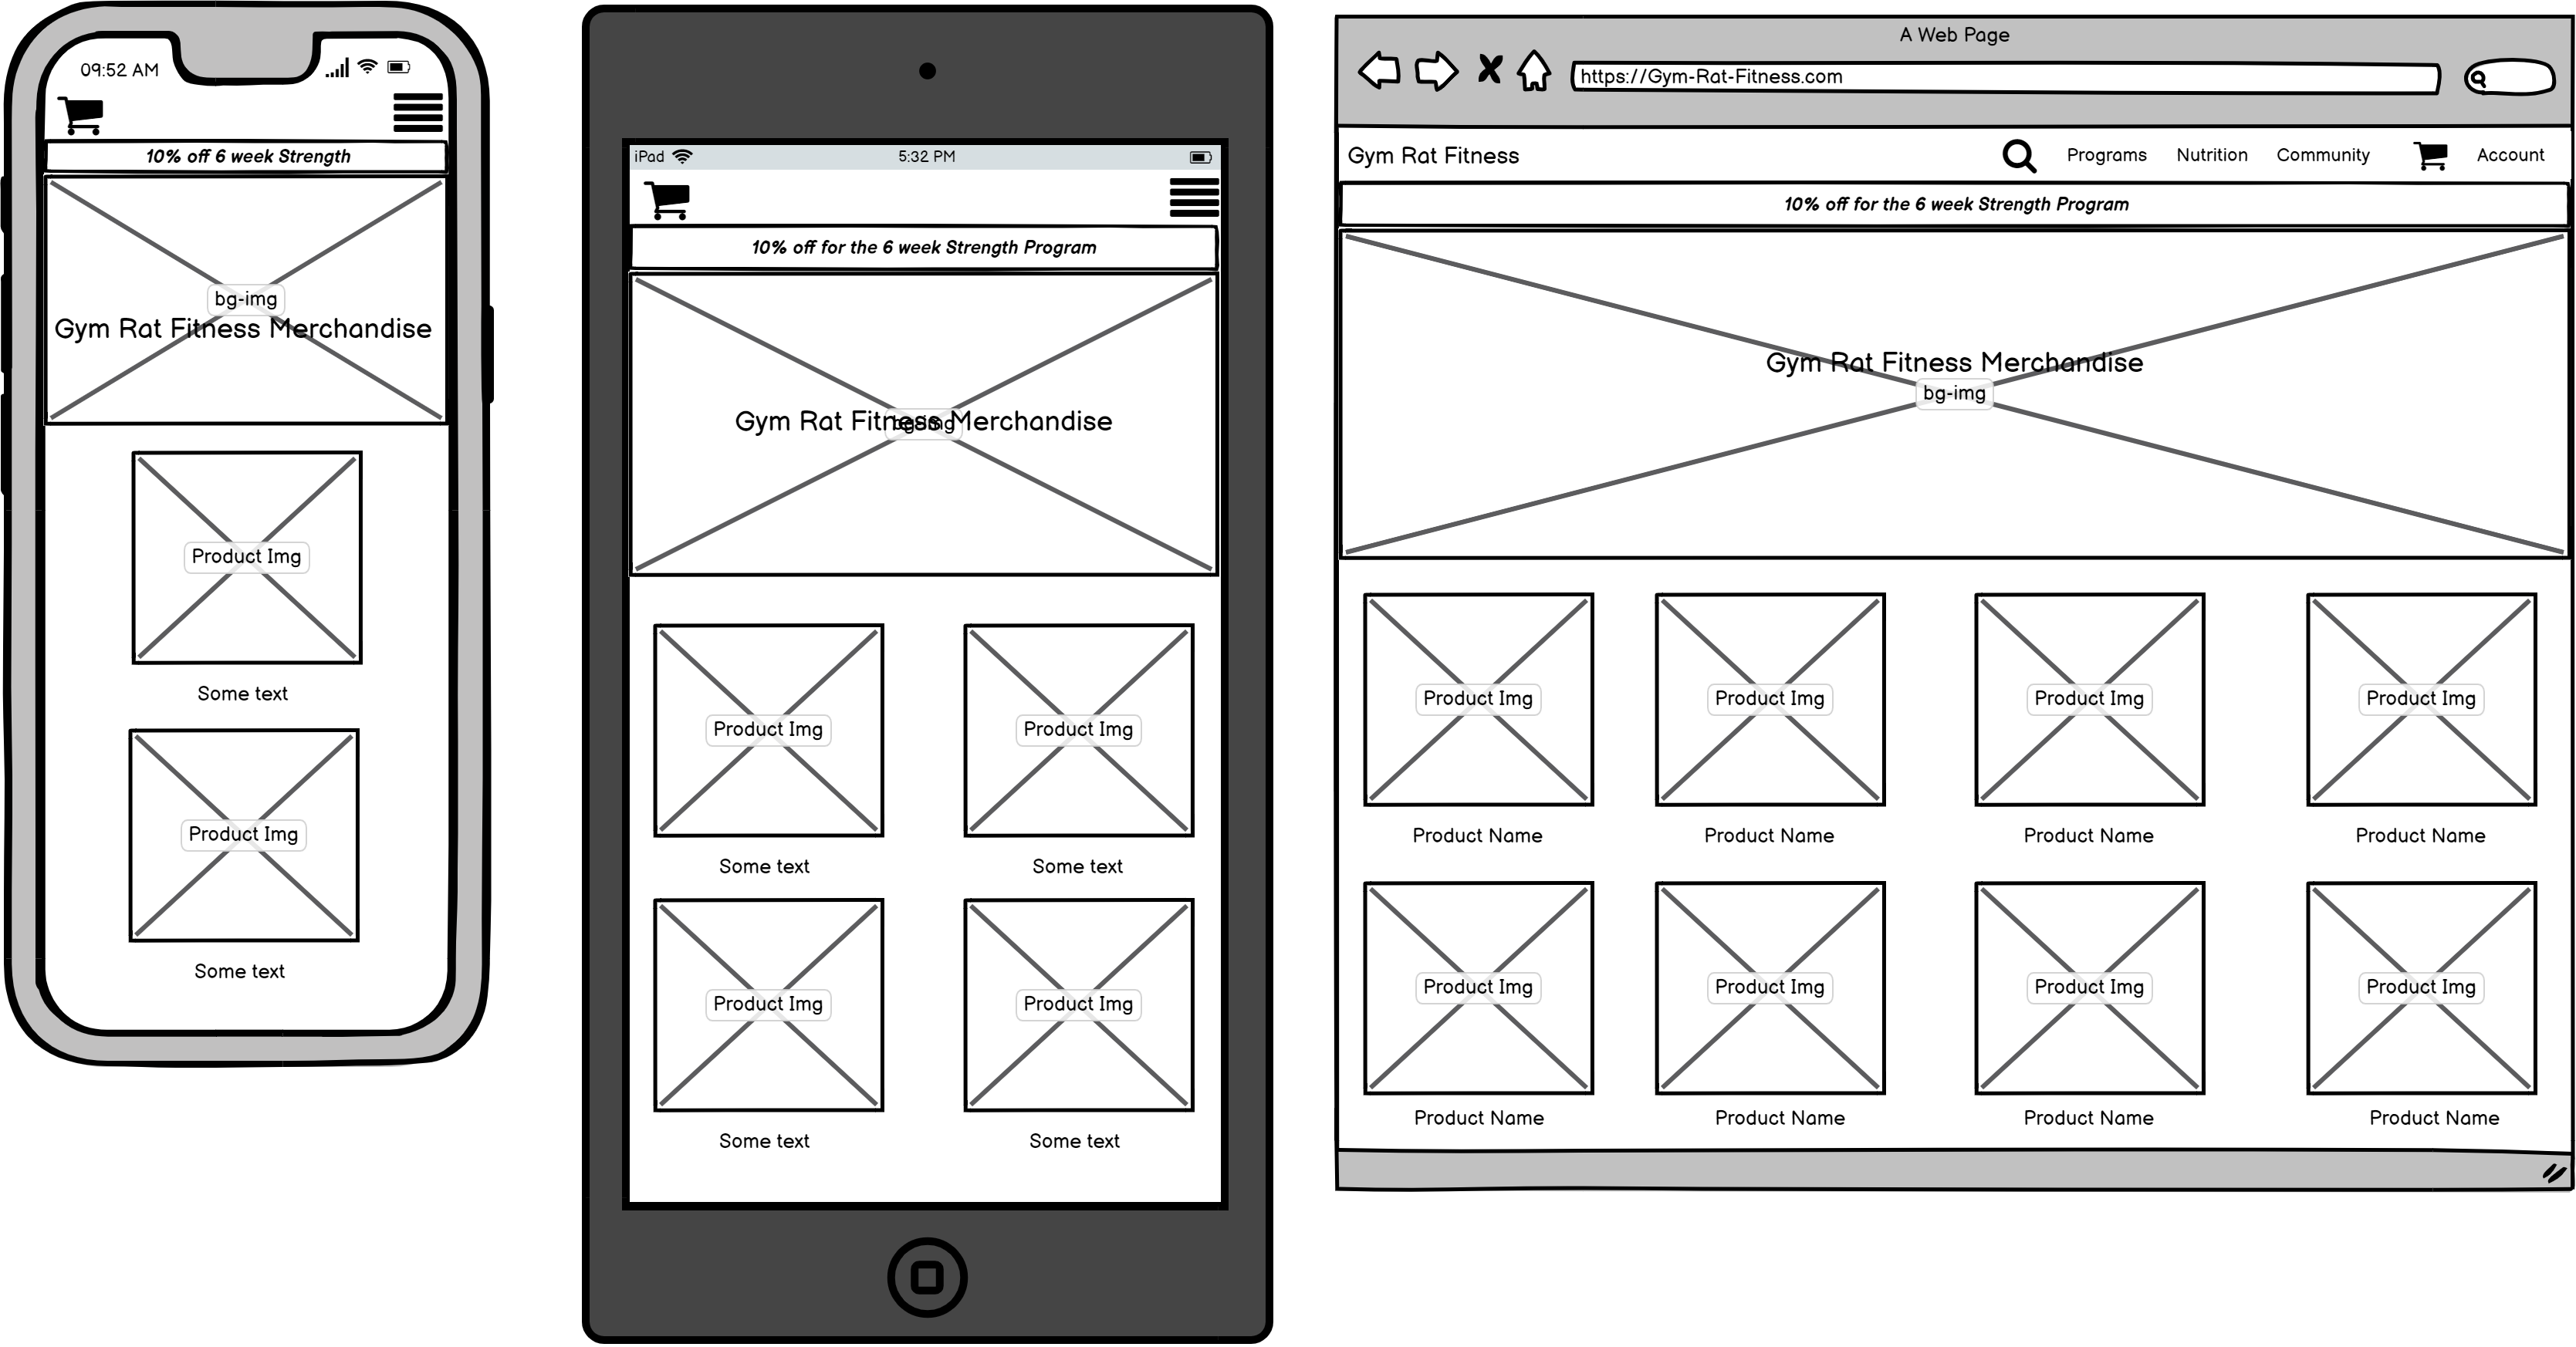 09:52 AM
10% off 6 week Strength
bg-img
Gym Rat Fitness Merchandise
Product Img
Some text
Product Img
Some text
iPad
5:32 PM
10% off for the 6 week Strength Program
Gym Rat Fitness Merchandise
bg-img
Product Img
Product Img
Some text
Some text
Product Img
Product Img
Some text
Some text
A Web Page
https://Gym-Rat-Fitness.com
Gym Rat Fitness
Programs
Nutrition
Community
Account
10% off for the 6 week Strength Program
Gym Rat Fitness Merchandise
bg-img
Product Img
Product Img
Product Img
Product Img
Product Name
Product Name
Product Name
Product Name
Product Img
Product Img
Product Img
Product Img
Product Name
Product Name
Product Name
Product Name